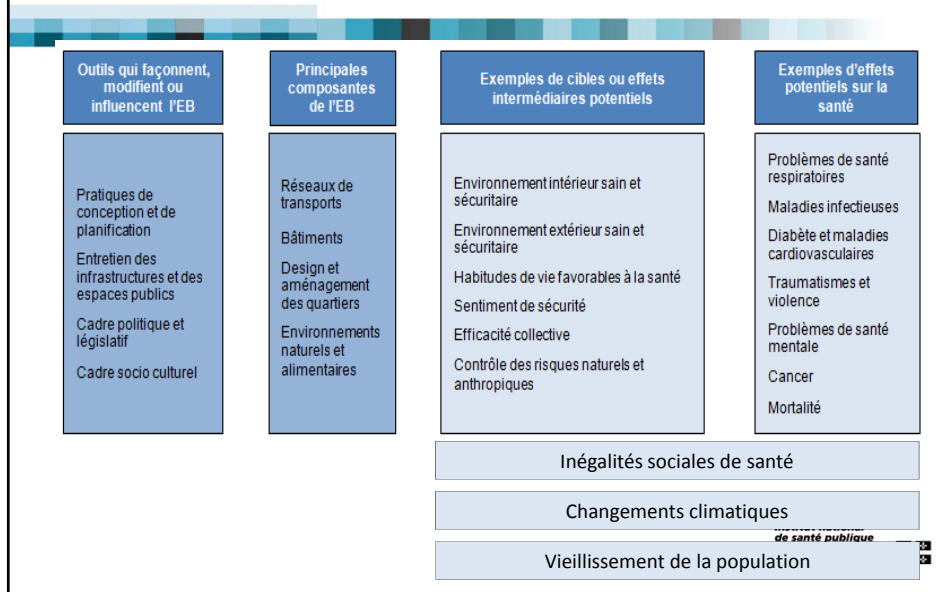 Outils qui façonnent,
modifient ou
influencent l'EB
Pratiques de
conception et de
planification
Entretien des
infrastructures et des
espaces publics
Cadre politique et
législatif
Cadre socio culturel
Principales
composantes
de l'EB
Réseaux de
transports
Bâtiments
Design et
aménagement
des quartiers
Environnements
naturels et
alimentaires
Exemples de cibles ou effets
intermédiaires potentiels
Environnement intérieur sain et
sécuritaire
Environnement extérieur sain et
sécuritaire
Habitudes de vie favorables à la santé
Sentiment de sécurité
Efficacité collective
Contrôle des risques naturels et
anthropiques
Exemples d'effets
potentiels sur la
santé
Problèmes de santé
respiratoires
Maladies infectieuses
Diabète et maladies
cardiovasculaires
Traumatismes et
violence
Problèmes de santé
mentale
Cancer
Mortalité
Inégalités sociales de santé
Changements climatiques
de santé publique
Vieillissement de la population